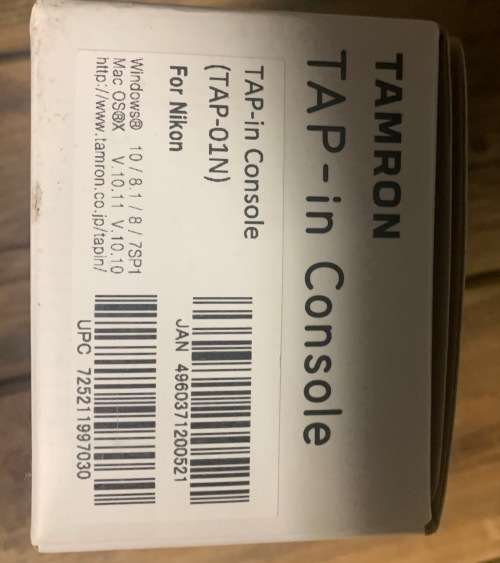 TAMRON
TAP-in Console
TAP-in Console
(TAP-01N)
For Nikon
JAN 4960371200521
Windows® 10 / 8.1 / 8 / 7SP1
Mac OS®X V.10.11 V.10.10
http://www.tamron.co.jp/tapin/
UPC 725211997030